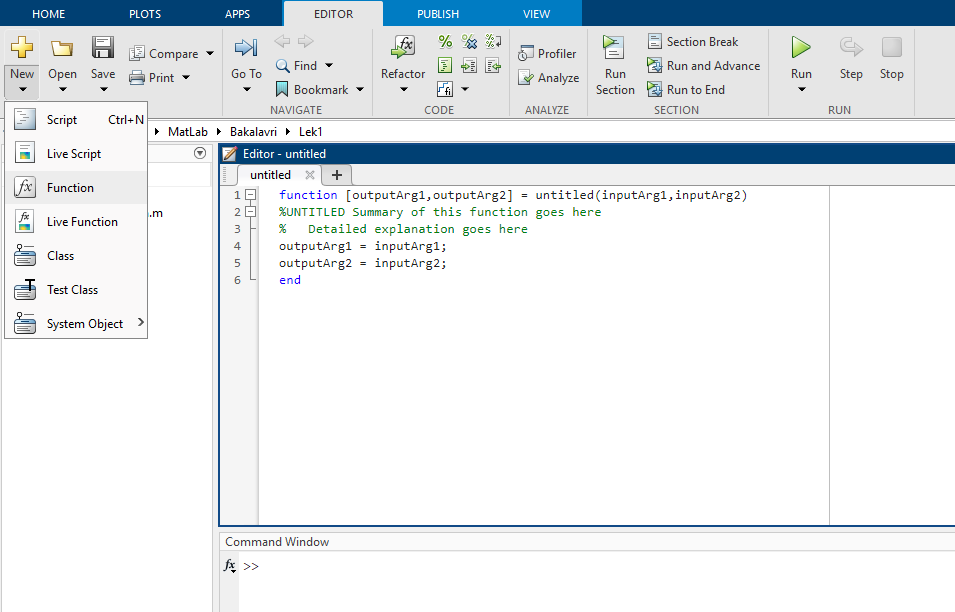 HOME PLOTS APPS EDITOR PUBLISH VIEW
New Open Save Compare Print
Go To Find Bookmark
NAVIGATE
Refactor
CODE
Profiler Analyze
ANALYZE
Run Section Section Break Run and Advance Run to End
SECTION
Run Step Stop
RUN
Script Ctrl+N
Live Script
Function
Live Function
Class
Test Class
System Object
MatLab Bakalavri Lek1
.m
Editor - untitled
untitled
1 function [outputArg1,outputArg2] = untitled(inputArg1,inputArg2)
2 %UNTITLED Summary of this function goes here
3 %   Detailed explanation goes here
4 outputArg1 = inputArg1;
5 outputArg2 = inputArg2;
6 end
Command Window
fx >>